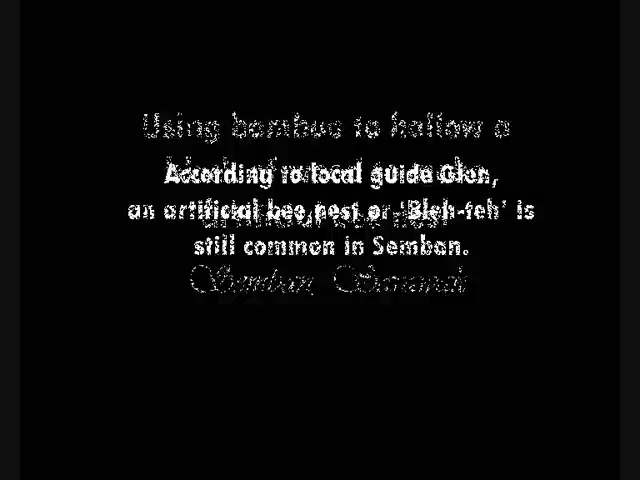 Using bamboo to hollow a
According to local guide Glen,
an artificial bee nest or 'Bleh-teh' is
still common in Semban.
Semban Sarawak